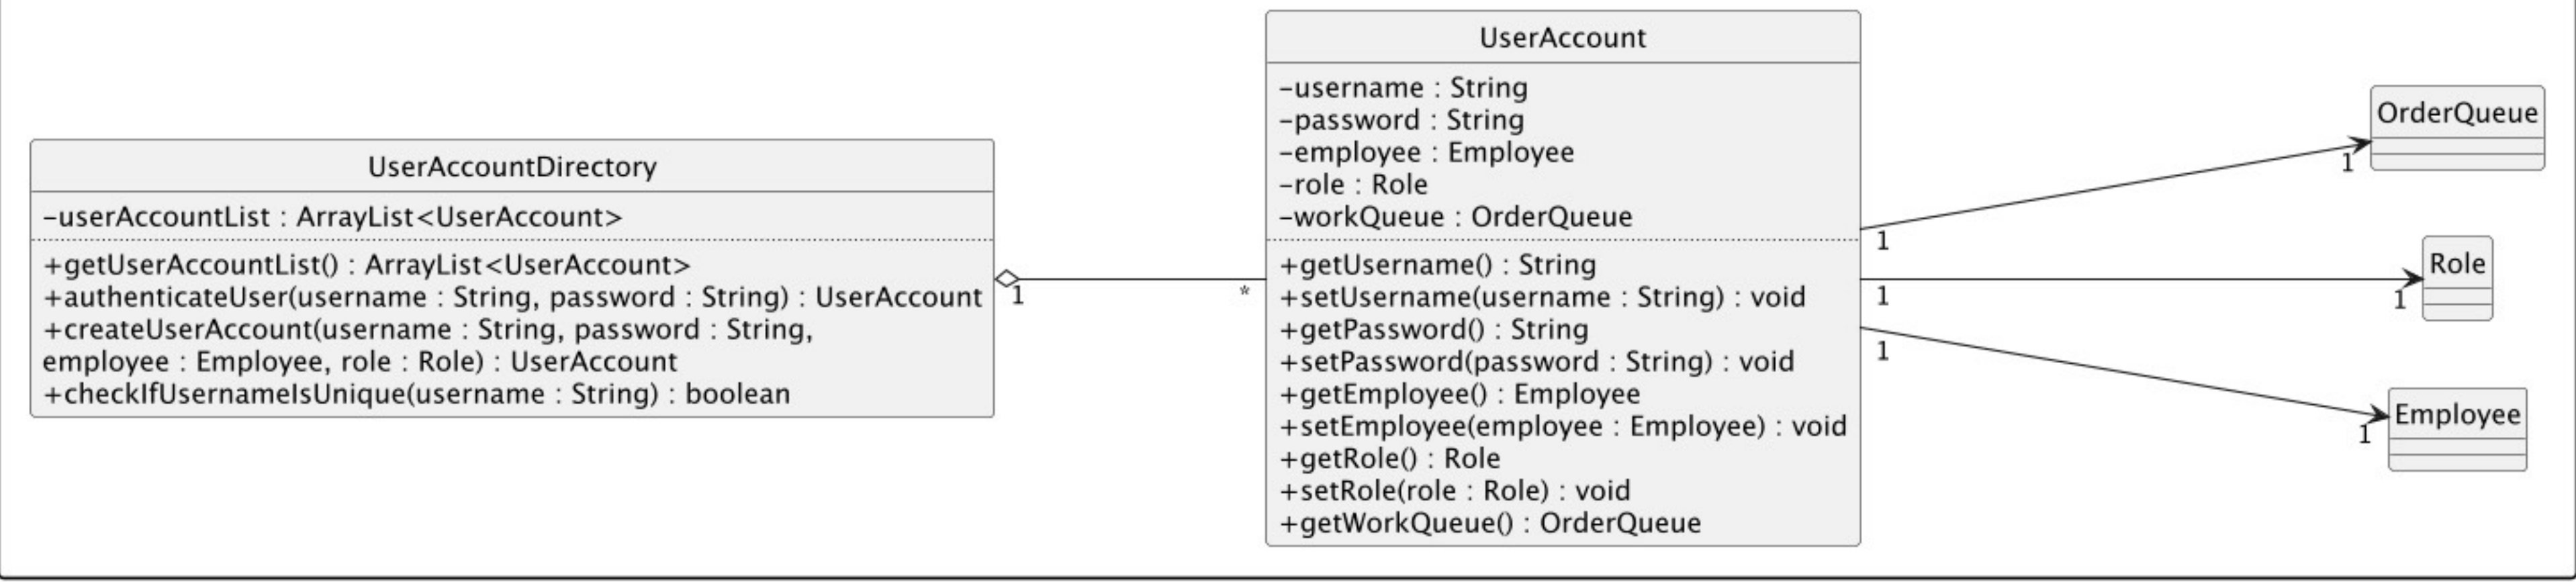 UserAccountDirectory
-userAccountList : ArrayList<UserAccount>
+getUserAccountList() : ArrayList<UserAccount>
+authenticateUser(username : String, password : String) : UserAccount
+createUserAccount(username : String, password : String,
employee : Employee, role : Role) : UserAccount
+checkIfUsernameIsUnique(username : String) : boolean
1
*
UserAccount
-username : String
-password : String
-employee : Employee
-role : Role
-workQueue : OrderQueue
+getUsername() : String
+setUsername(username : String) : void
+getPassword() : String
+setPassword(password : String) : void
+getEmployee() : Employee
+setEmployee(employee : Employee) : void
+getRole() : Role
+setRole(role : Role) : void
+getWorkQueue() : OrderQueue
1
1
OrderQueue
1
1
Role
1
1
Employee